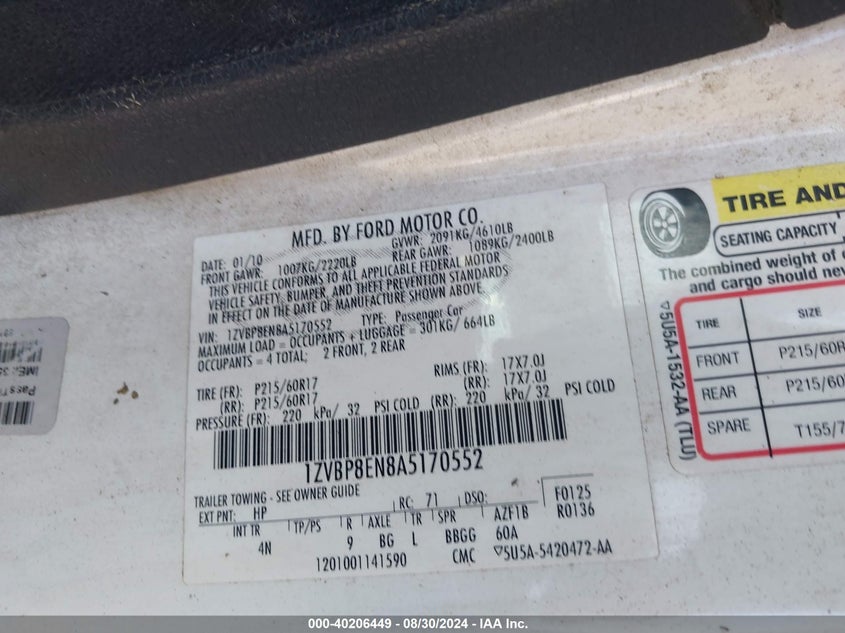 MFD. BY FORD MOTOR CO.
DATE: 01/10 GVWR: 2091KG/4610LB
FRONT GAWR: 1007KG/2220LB REAR GAWR: 1089KG/2400LB
THIS VEHICLE CONFORMS TO ALL APPLICABLE FEDERAL MOTOR
VEHICLE SAFETY, BUMPER, AND THEFT PREVENTION STANDARDS
IN EFFECT ON THE DATE OF MANUFACTURE SHOWN ABOVE.
VIN: 1ZVBP8EN8A5170552 TYPE: Passenger Car
MAXIMUM LOAD = OCCUPANTS + LUGGAGE = 301KG/ 664LB
OCCUPANTS = 4 TOTAL; 2 FRONT, 2 REAR
TIRE (FR): P215/60R17 RIMS (FR): 17X7.0J
(RR): P215/60R17 (RR): 17X7.0J
PRESSURE (FR): 220 kPa/ 32 PSI COLD (RR): 220 kPa/ 32 PSI COLD
1ZVBP8EN8A5170552
TRAILER TOWING - SEE OWNER GUIDE
EXT PNT: HP RC: 71 DSO: F0125
INT TR TP/PS R AXLE TR SPR AZF1B R0136
4N 9 BG L BBGG 60A
1201001141590 CMC ▽5U5A-5420472-AA
TIRE AND
SEATING CAPACITY
The combined weight of
and cargo should nev
▽5U5A-1532-AA (TLU)
TIRE SIZE
FRONT P215/60R
REAR P215/60
SPARE T155/7
000-40206449 - 08/30/2024 - IAA Inc.